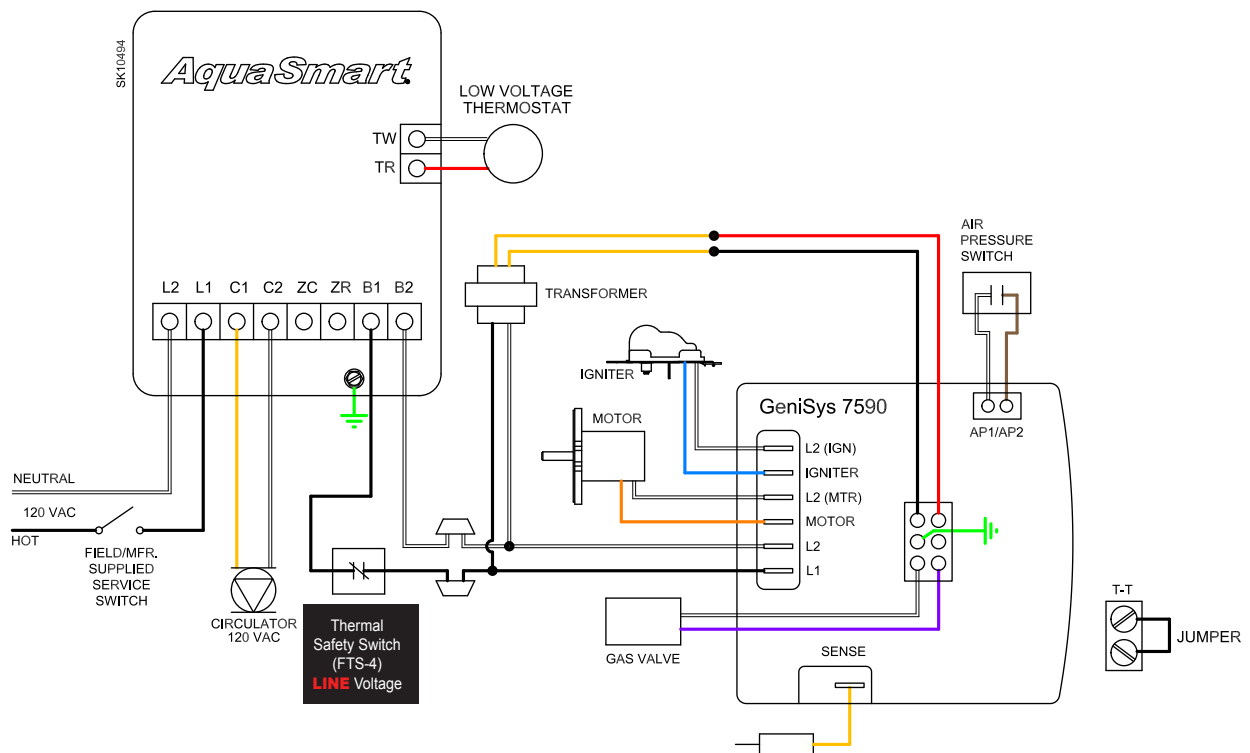 SK10494
AquaSmart
LOW VOLTAGE
THERMOSTAT
TW
TR
L2 L1 C1 C2 ZC ZR B1 B2
TRANSFORMER
AIR
PRESSURE
SWITCH
IGNITER
MOTOR
GeniSys 7590
AP1/AP2
L2 (IGN)
IGNITER
L2 (MTR)
MOTOR
L2
L1
NEUTRAL
120 VAC
HOT
FIELD/MFR.
SUPPLIED
SERVICE
SWITCH
CIRCULATOR
120 VAC
Thermal
Safety Switch
(FTS-4)
LINE Voltage
GAS VALVE
SENSE
T-T
JUMPER